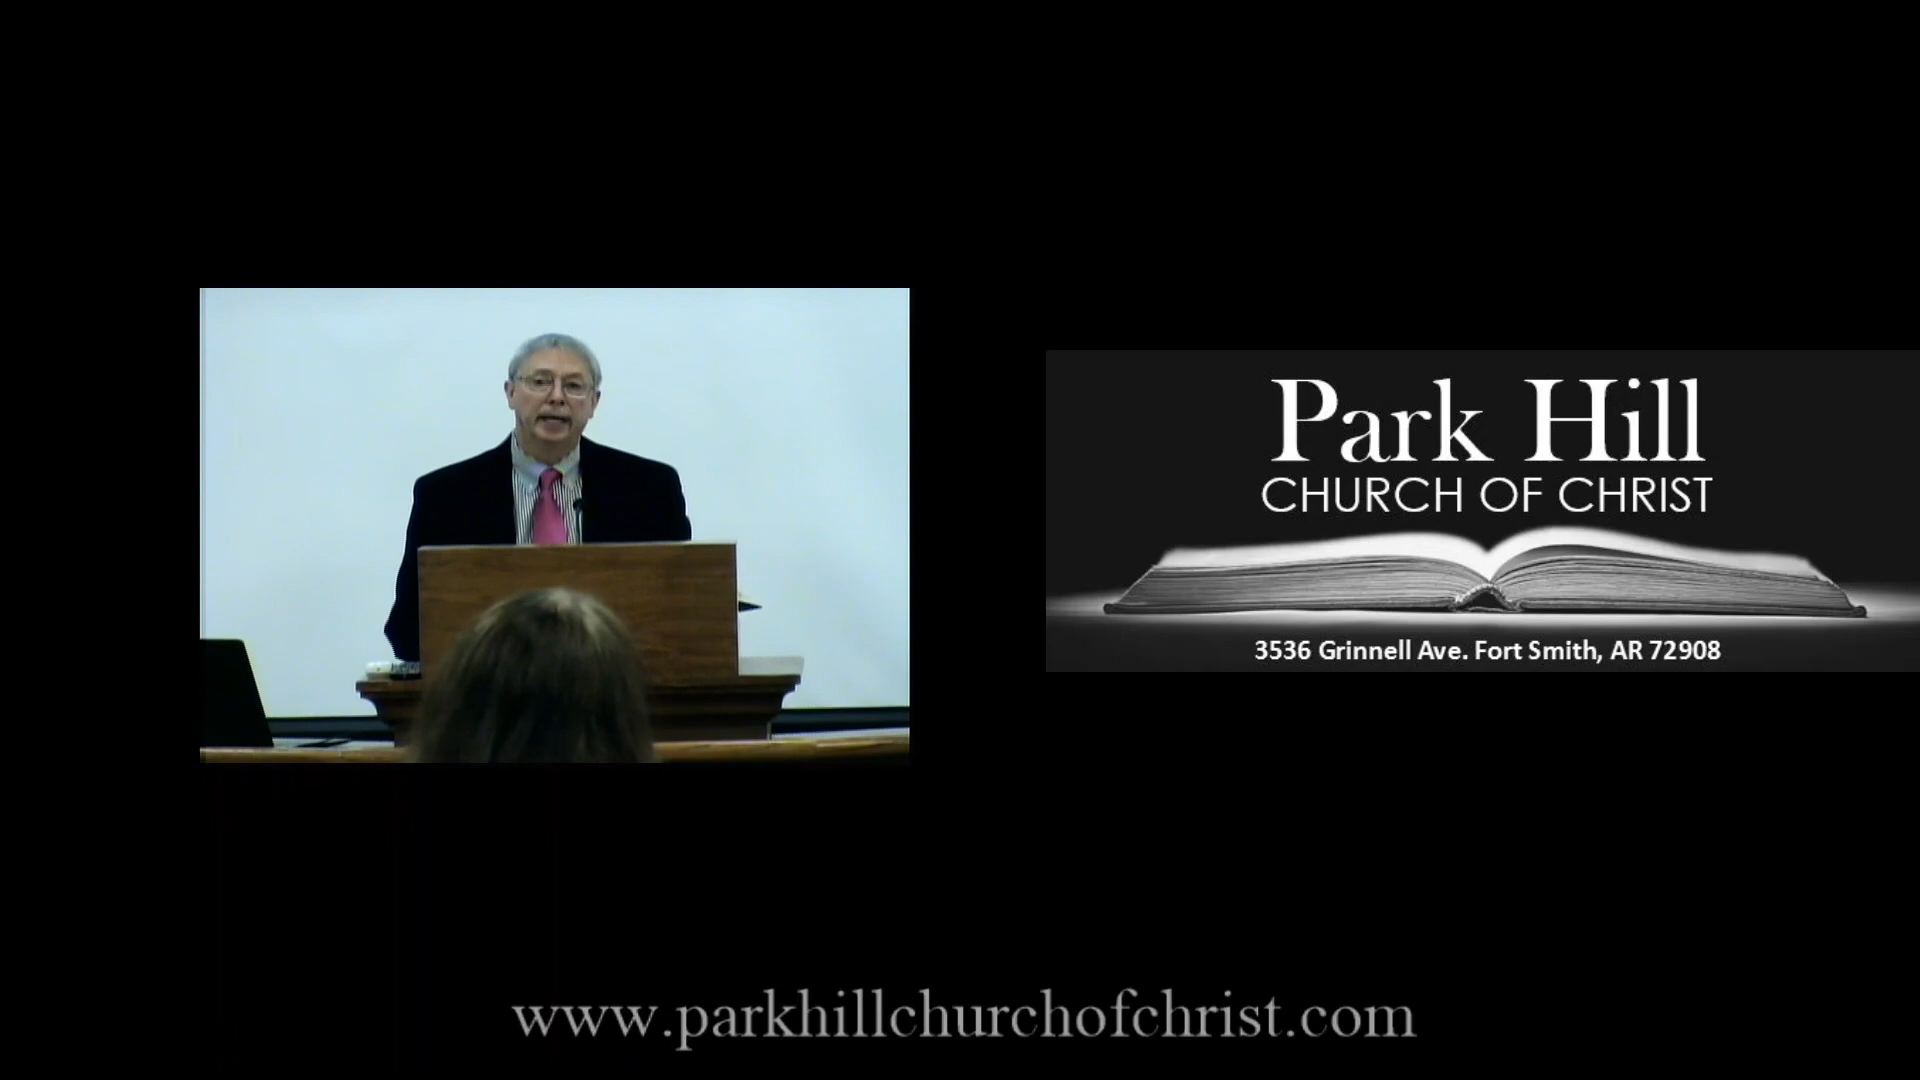 Park Hill
CHURCH OF CHRIST
3536 Grinnell Ave. Fort Smith, AR 72908
www.parkhillchurchofchrist.com